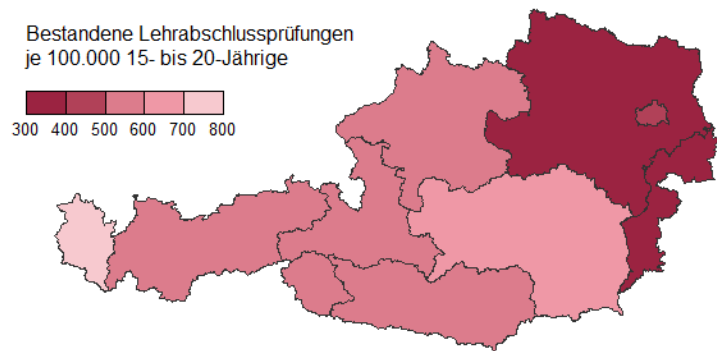 Bestandene Lehrabschlussprüfungen
je 100.000 15- bis 20-Jährige
300 400 500 600 700 800